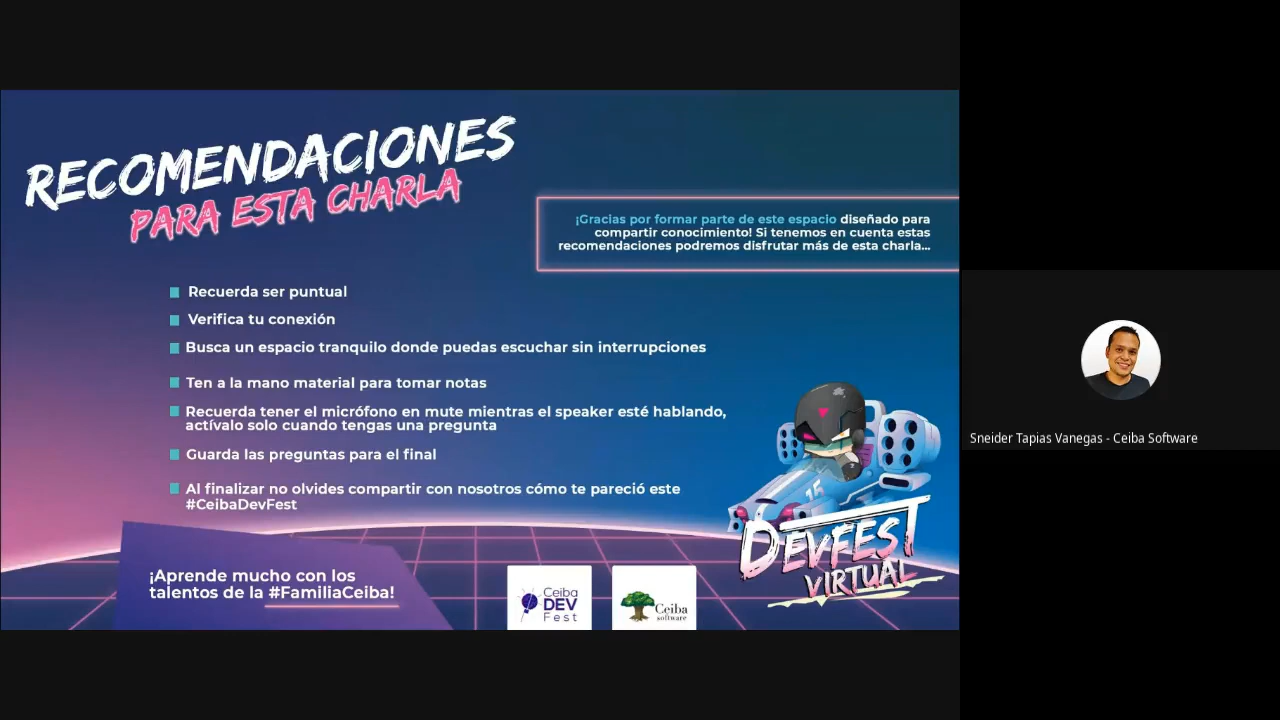 RECOMENDACIONES
PARA ESTA CHARLA
¡Gracias por formar parte de este espacio diseñado para
compartir conocimiento! Si tenemos en cuenta estas
recomendaciones podremos disfrutar más de esta charla...
Recuerda ser puntual
Verifica tu conexión
Busca un espacio tranquilo donde puedas escuchar sin interrupciones
Ten a la mano material para tomar notas
Recuerda tener el micrófono en mute mientras el speaker esté hablando,
actívalo solo cuando tengas una pregunta
Guarda las preguntas para el final
Al finalizar no olvides compartir con nosotros cómo te pareció este
#CeibaDevFest
¡Aprende mucho con los
talentos de la #FamiliaCeiba!
Ceiba
DEV
Fest
Ceiba
software
15
DEVFEST
VIRTUAL
Sneider Tapias Vanegas - Ceiba Software